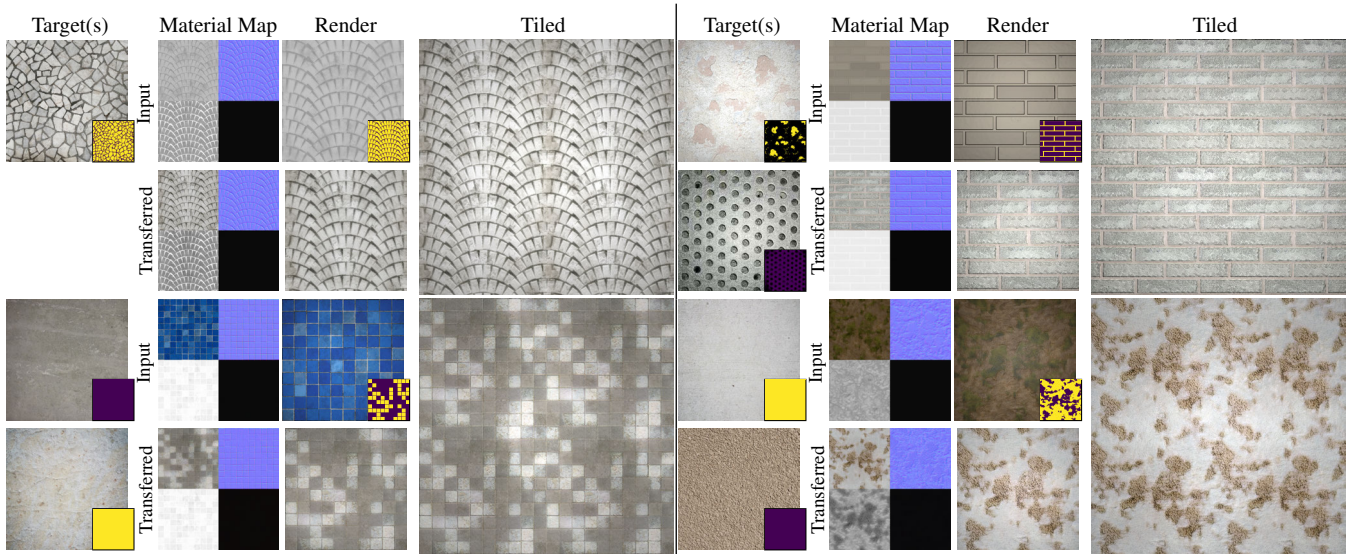 Target(s) Material Map Render Tiled Target(s) Material Map Render Tiled
Input Input
Transferred Transferred
Input Input
Transferred Transferred